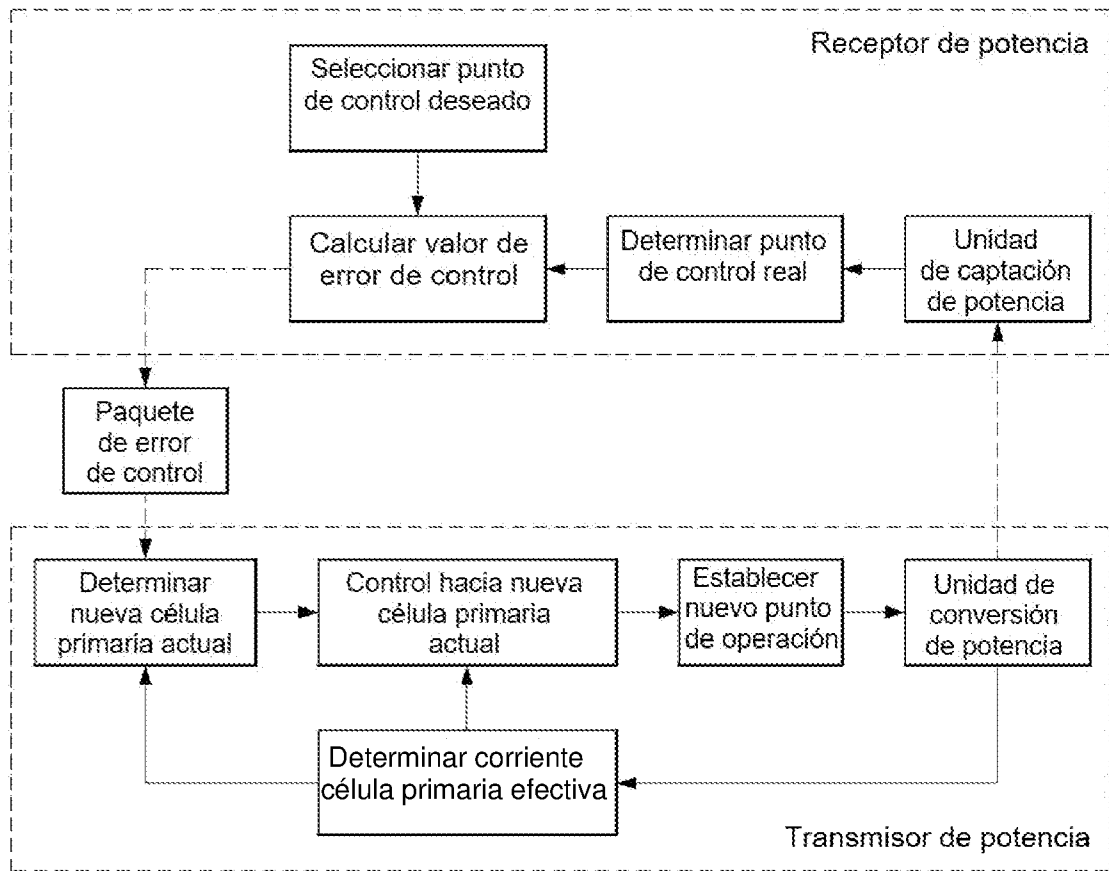 Receptor de potencia
Seleccionar punto
de control deseado
Calcular valor de
error de control
Determinar punto
de control real
Unidad
de captación
de potencia
Paquete
de error
de control
Determinar
nueva célula
primaria actual
Control hacia nueva
célula primaria
actual
Establecer
nuevo punto
de operación
Unidad de
conversión
de potencia
Determinar corriente
célula primaria efectiva
Transmisor de potencia